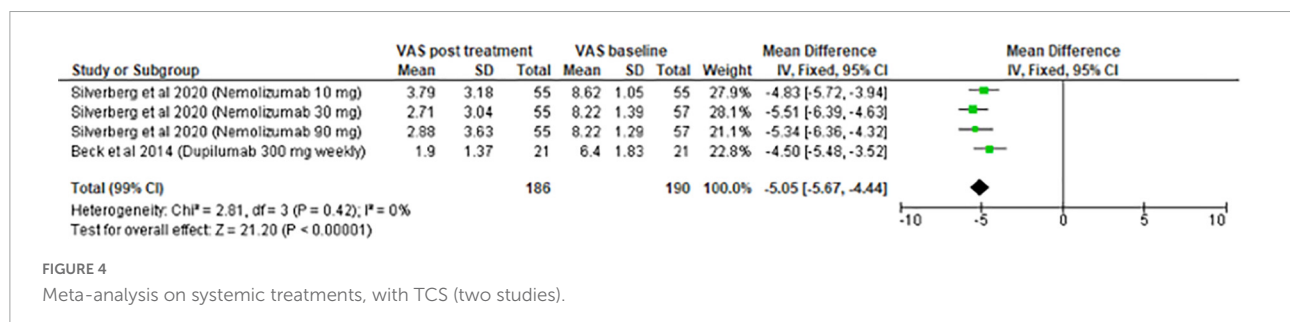 VAS post treatment VAS baseline Mean Difference Mean Difference
Study or Subgroup Mean SD Total Mean SD Total Weight IV, Fixed, 95% CI IV, Fixed, 95% CI
Silverberg et al 2020 (Nemolizumab 10 mg) 3.79 3.18 55 8.62 1.05 55 27.9% -4.83 [-5.72, -3.94]
Silverberg et al 2020 (Nemolizumab 30 mg) 2.71 3.04 55 8.22 1.39 57 28.1% -5.51 [-6.39, -4.63]
Silverberg et al 2020 (Nemolizumab 90 mg) 2.88 3.63 55 8.22 1.29 57 21.1% -5.34 [-6.36, -4.32]
Beck et al 2014 (Dupilumab 300 mg weekly) 1.9 1.37 21 6.4 1.83 21 22.8% -4.50 [-5.48, -3.52]
Total (99% CI) 186 190 100.0% -5.05 [-5.67, -4.44]
Heterogeneity: Chi² = 2.81, df = 3 (P = 0.42); I² = 0%
Test for overall effect: Z = 21.20 (P < 0.00001)
-10 -5 0 5 10
FIGURE 4
Meta-analysis on systemic treatments, with TCS (two studies).